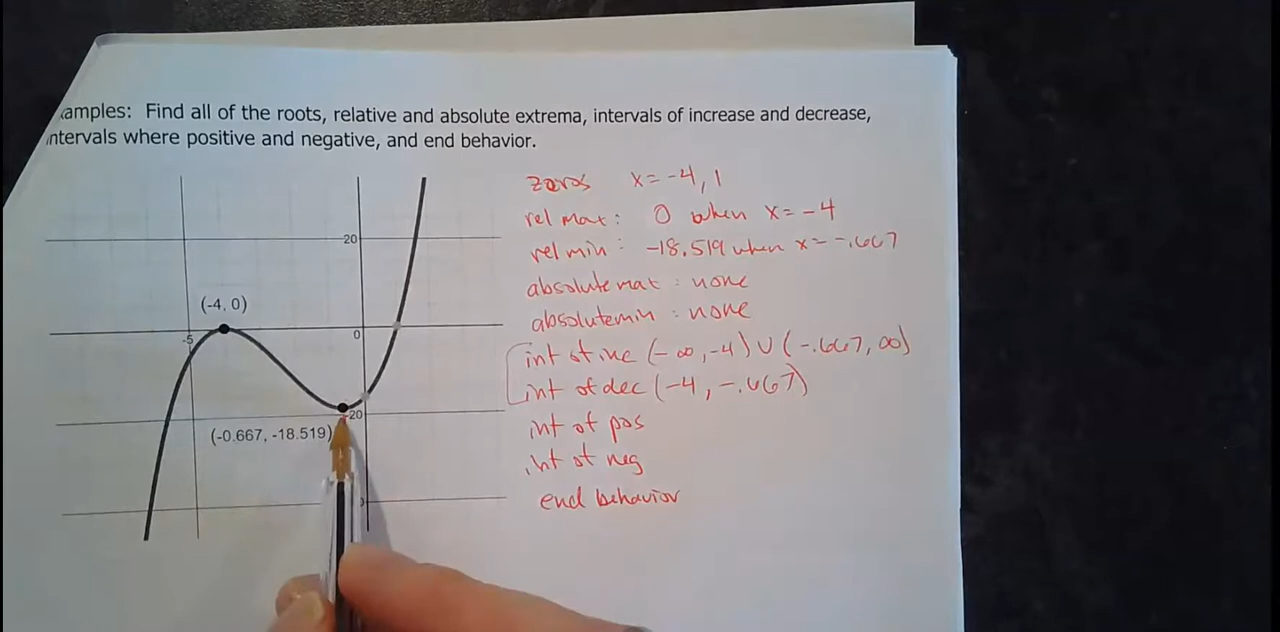 amples: Find all of the roots, relative and absolute extrema, intervals of increase and decrease,
ntervals where positive and negative, and end behavior.
zeros x=-4, 1
rel max: 0 when x=-4
rel min: -18.519 when x=-.667
absolute max: none
absolute min: none
int of inc (-∞,-4) ∪ (-.667, ∞)
int of dec (-4, -.667)
int of pos
int of neg
end behavior
20
(-4, 0)
-5
0
-20
(-0.667, -18.519)